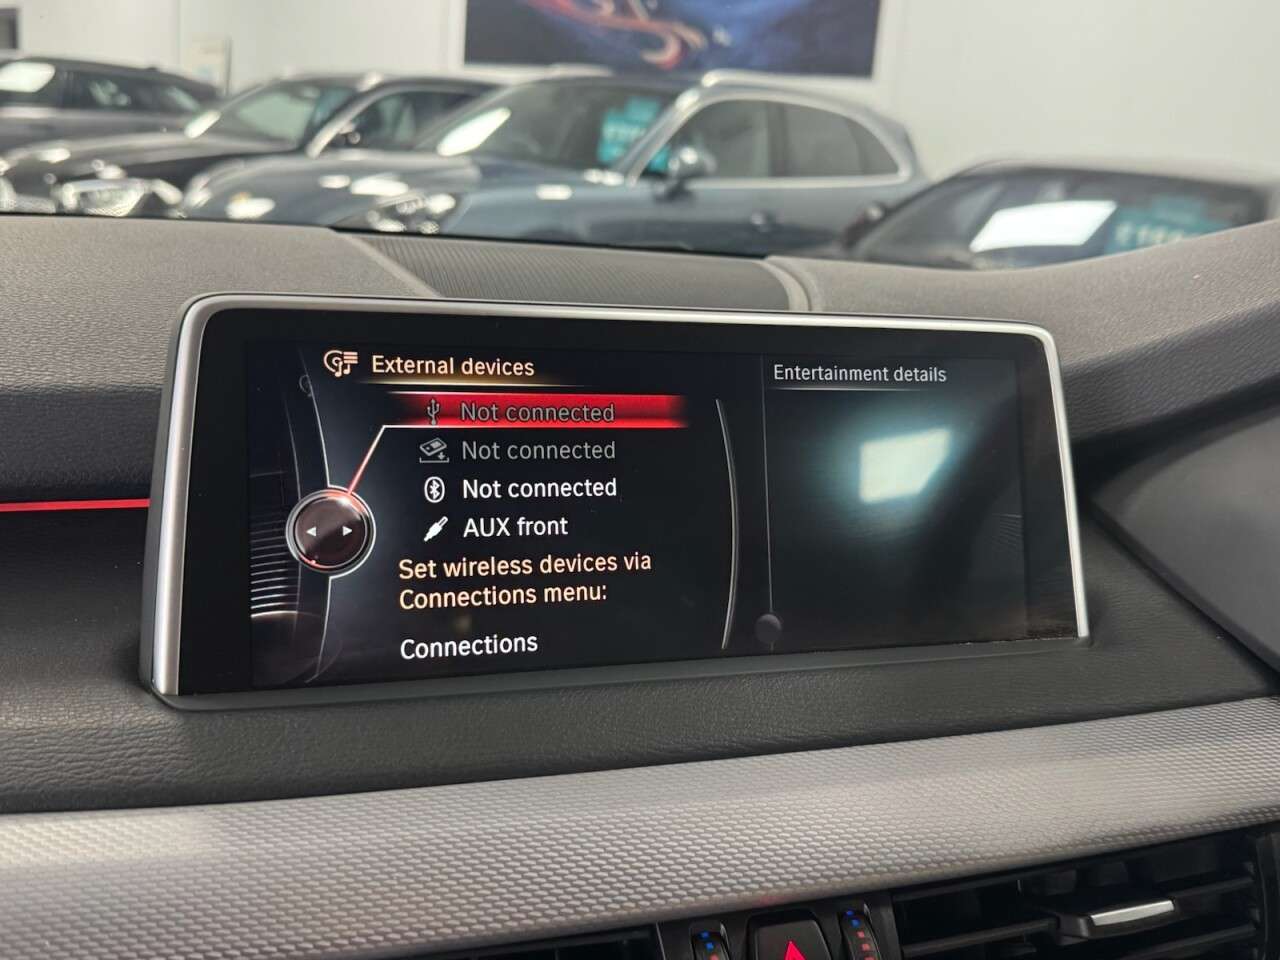 External devices
Entertainment details
Not connected
Not connected
Not connected
AUX front
Set wireless devices via
Connections menu:
Connections